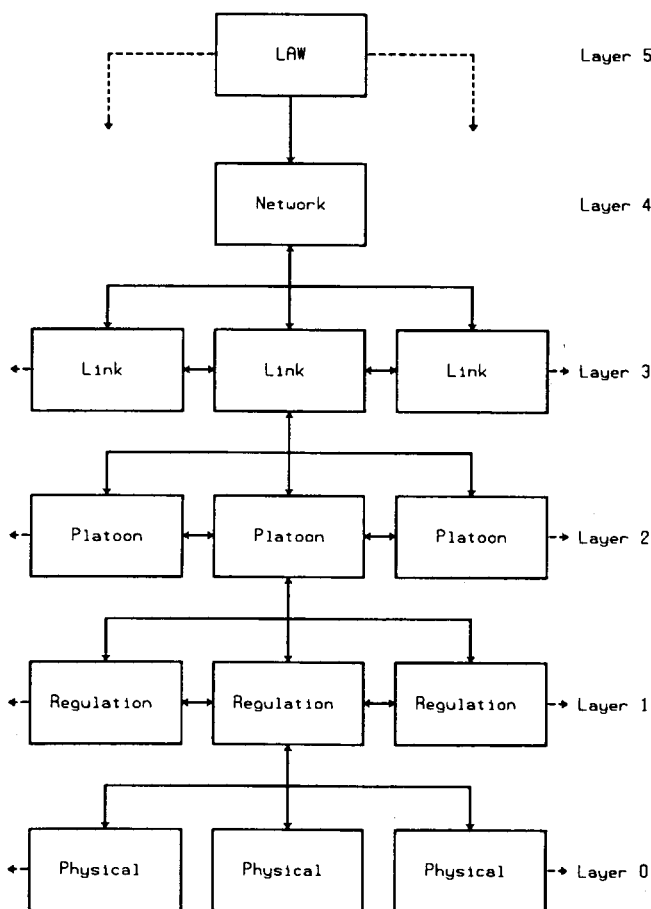 LAW Layer 5
Network Layer 4
Link Link Link Layer 3
Platoon Platoon Platoon Layer 2
Regulation Regulation Regulation Layer 1
Physical Physical Physical Layer 0